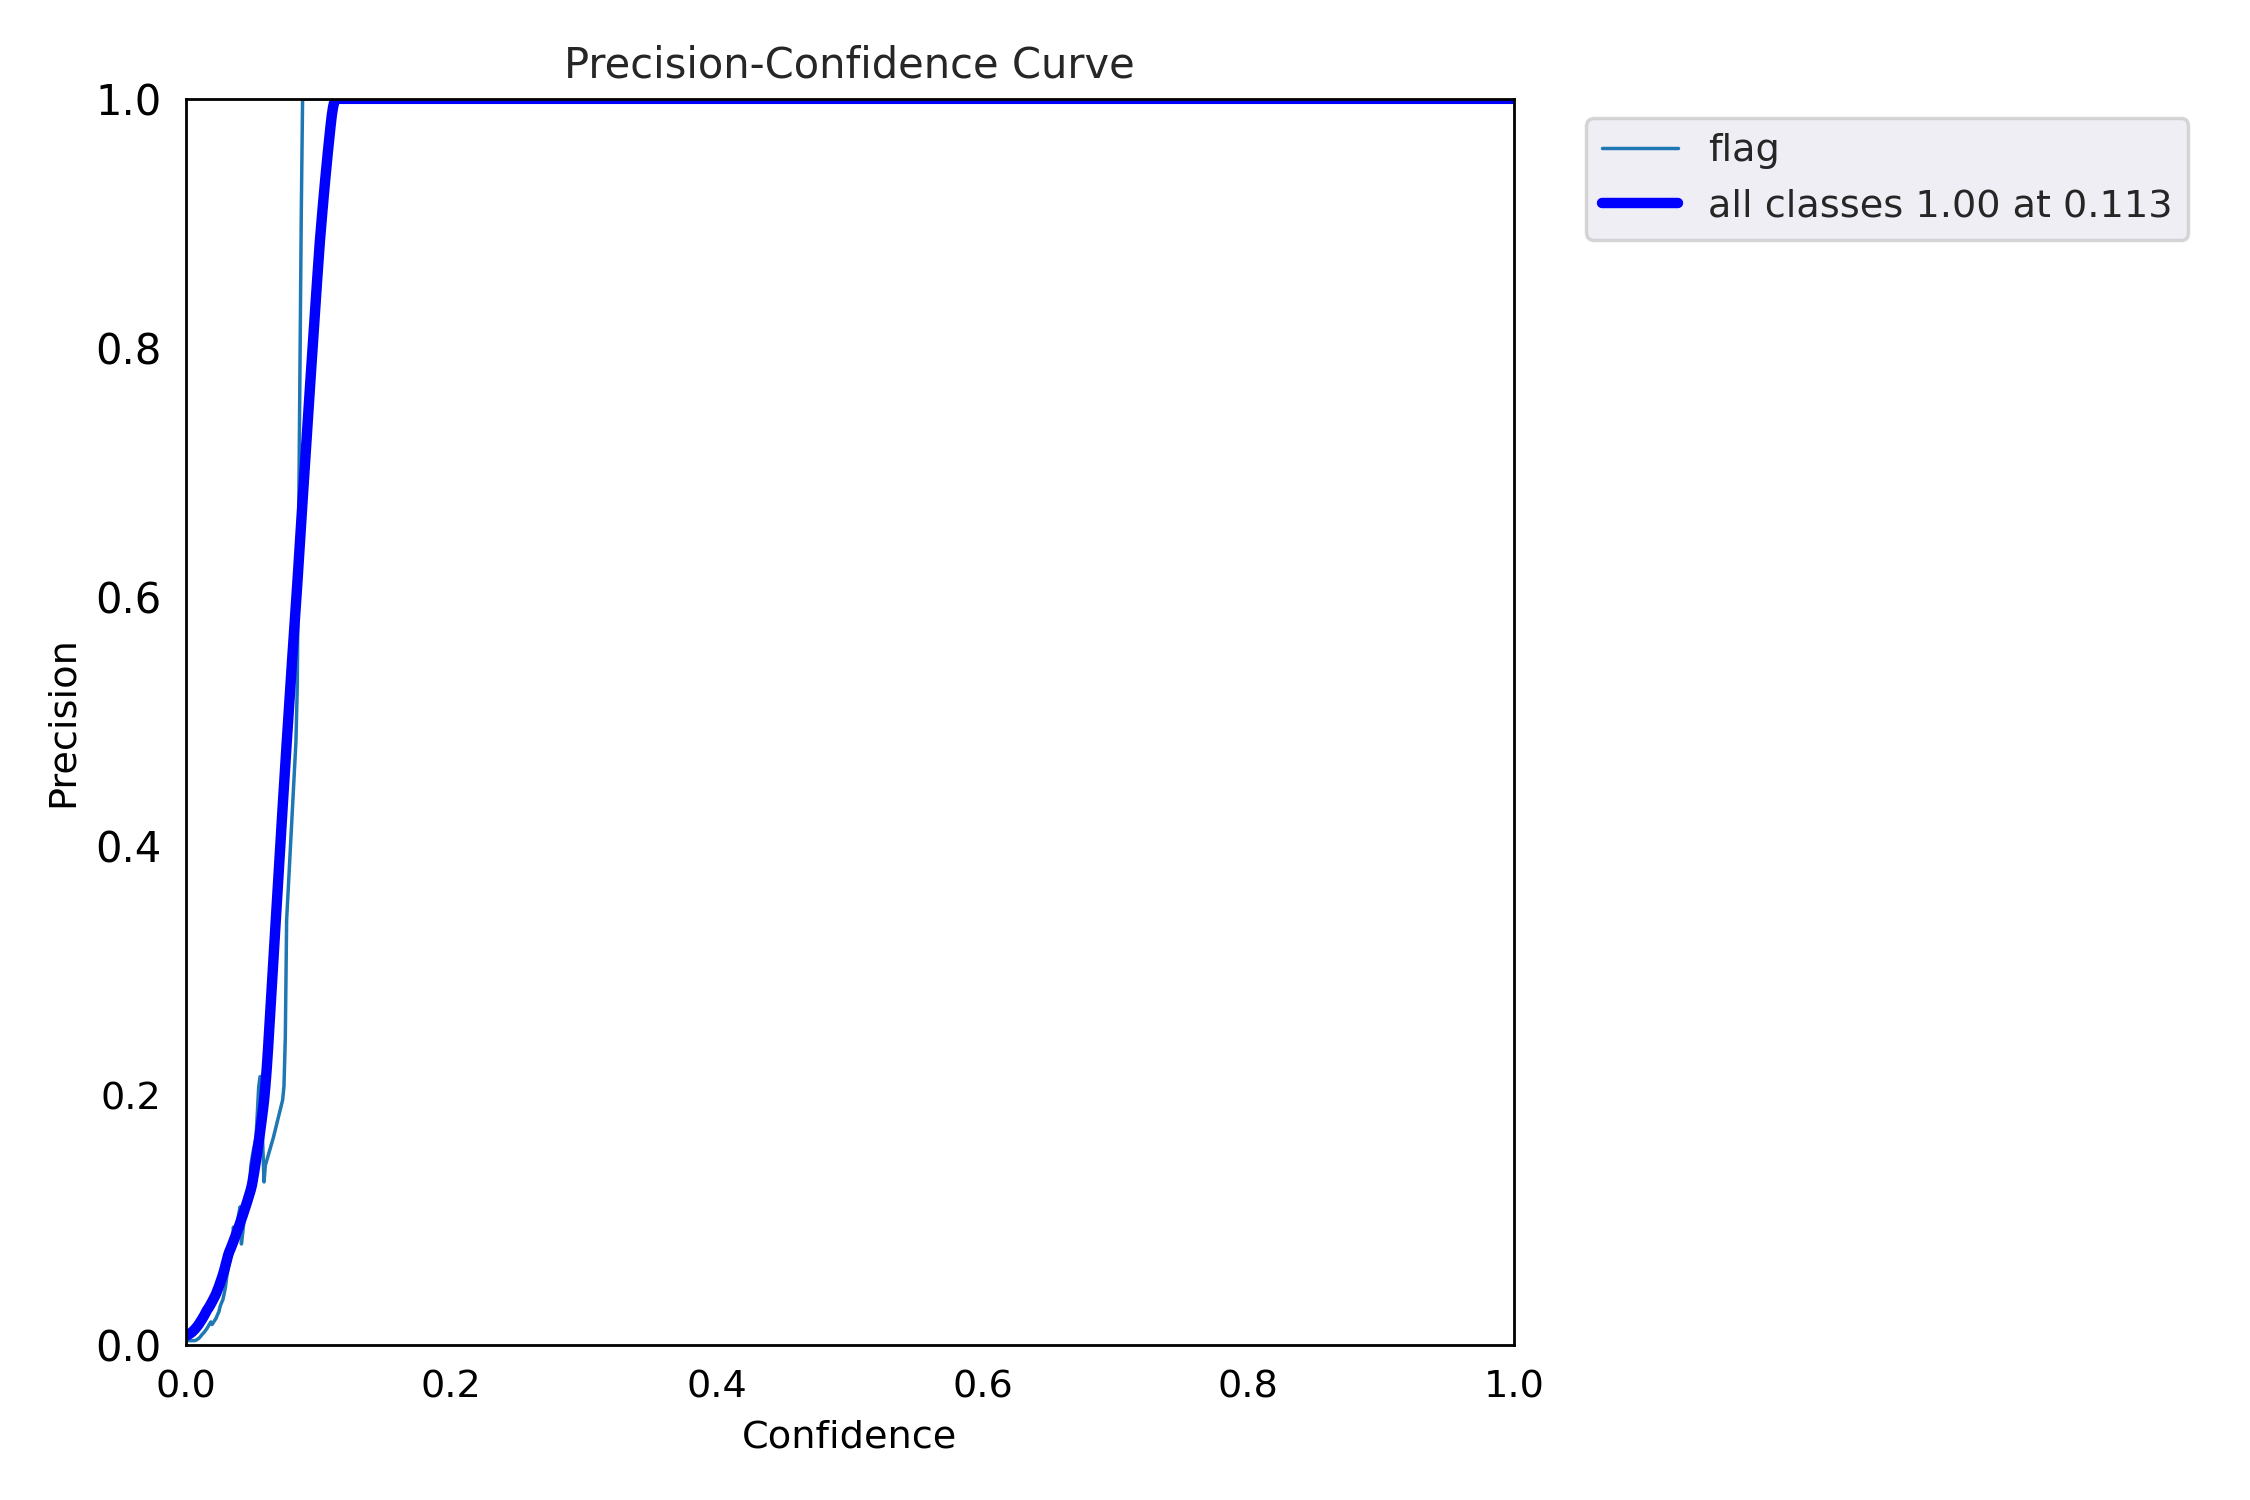 Precision-Confidence Curve
1.0
0.8
0.6
0.4
0.2
0.0
Precision
0.0 0.2 0.4 0.6 0.8 1.0
Confidence
flag
all classes 1.00 at 0.113